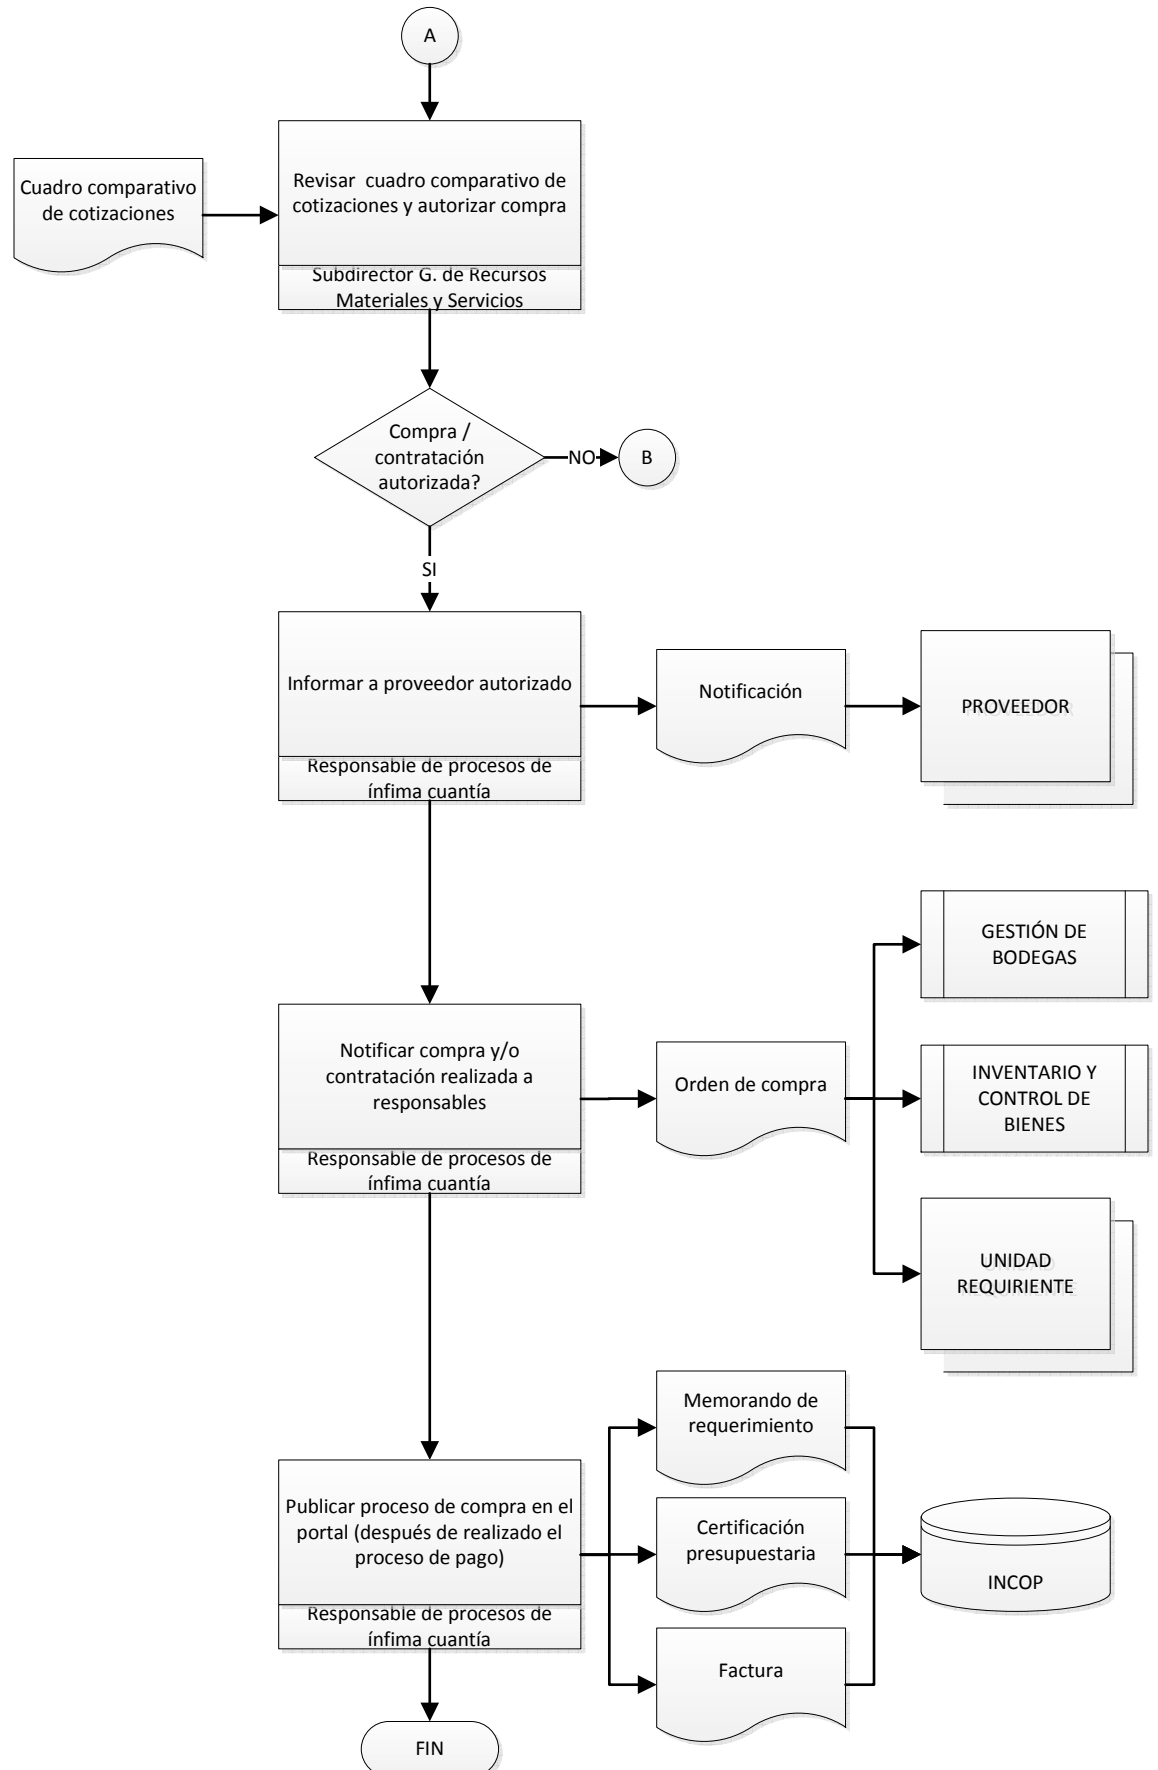 A
Cuadro comparativo
de cotizaciones
Revisar cuadro comparativo de
cotizaciones y autorizar compra
Subdirector G. de Recursos
Materiales y Servicios
Compra /
contratación
autorizada?
NO
B
SI
Informar a proveedor autorizado
Responsable de procesos de
ínfima cuantía
Notificación
PROVEEDOR
Notificar compra y/o
contratación realizada a
responsables
Responsable de procesos de
ínfima cuantía
Orden de compra
GESTIÓN DE
BODEGAS
INVENTARIO Y
CONTROL DE
BIENES
UNIDAD
REQUIRIENTE
Publicar proceso de compra en el
portal (después de realizado el
proceso de pago)
Responsable de procesos de
ínfima cuantía
Memorando de
requerimiento
Certificación
presupuestaria
Factura
INCOP
FIN